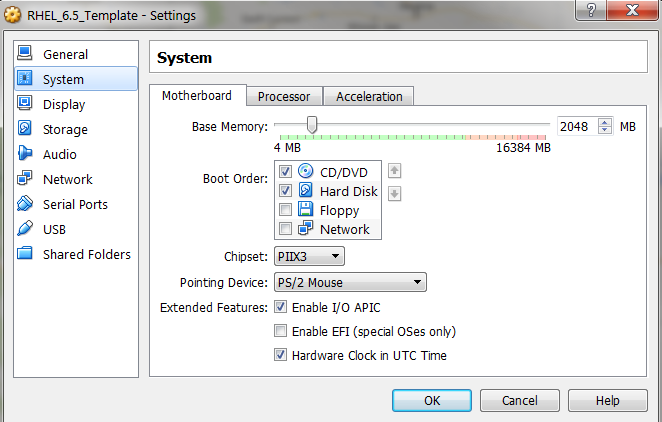 RHEL_6.5_Template - Settings
General
System
Display
Storage
Audio
Network
Serial Ports
USB
Shared Folders
System
Motherboard Processor Acceleration
Base Memory: 2048 MB
4 MB 16384 MB
Boot Order: CD/DVD
Hard Disk
Floppy
Network
Chipset: PIIX3
Pointing Device: PS/2 Mouse
Extended Features: Enable I/O APIC
Enable EFI (special OSes only)
Hardware Clock in UTC Time
OK Cancel Help